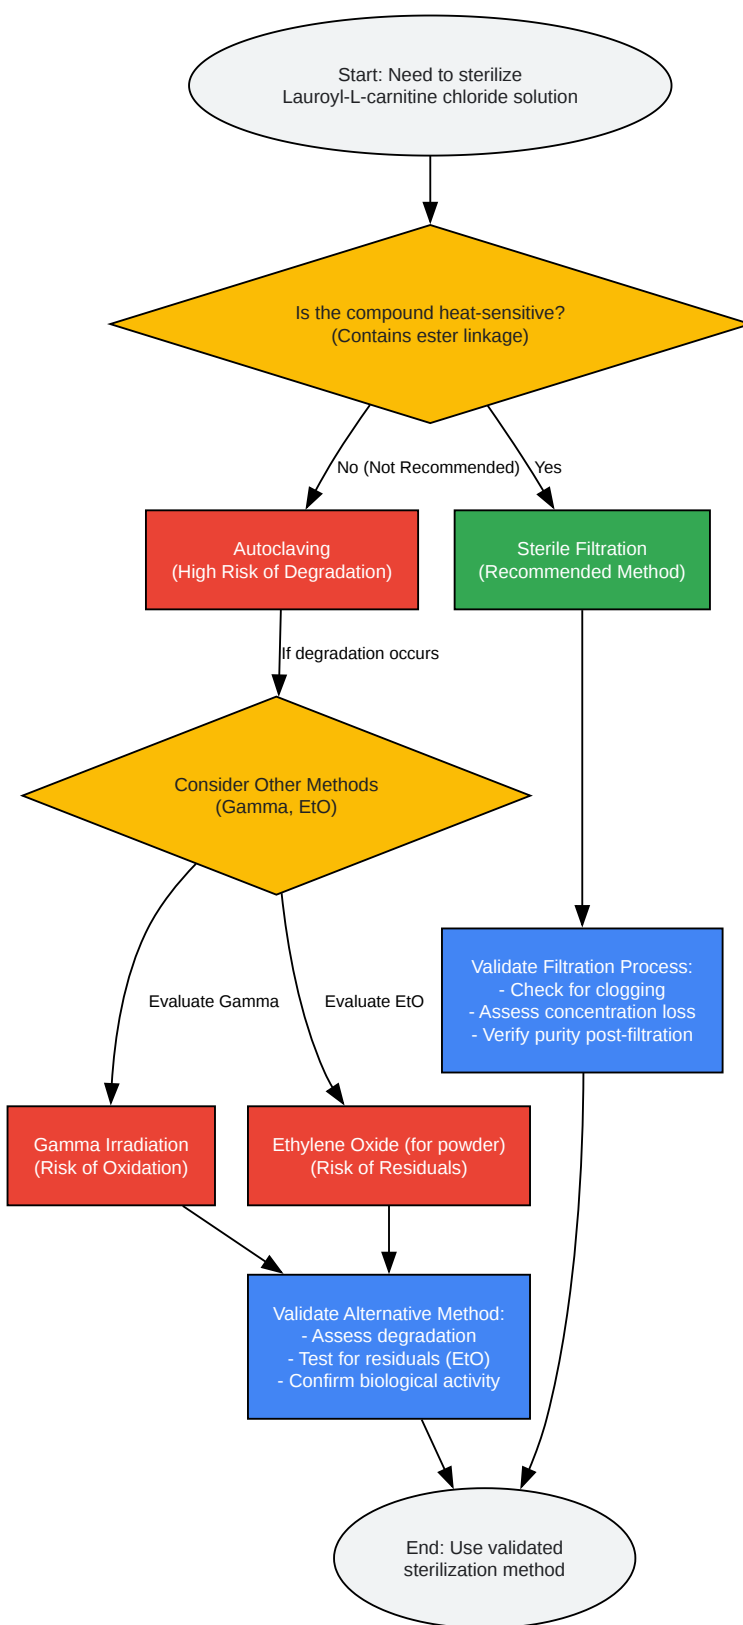 Start: Need to sterilize
Lauroyl-L-carnitine chloride solution
Is the compound heat-sensitive?
(Contains ester linkage)
No (Not Recommended)
Yes
Autoclaving
(High Risk of Degradation)
Sterile Filtration
(Recommended Method)
If degradation occurs
Consider Other Methods
(Gamma, EtO)
Validate Filtration Process:
- Check for clogging
- Assess concentration loss
- Verify purity post-filtration
Evaluate Gamma
Evaluate EtO
Gamma Irradiation
(Risk of Oxidation)
Ethylene Oxide (for powder)
(Risk of Residuals)
Validate Alternative Method:
- Assess degradation
- Test for residuals (EtO)
- Confirm biological activity
End: Use validated
sterilization method